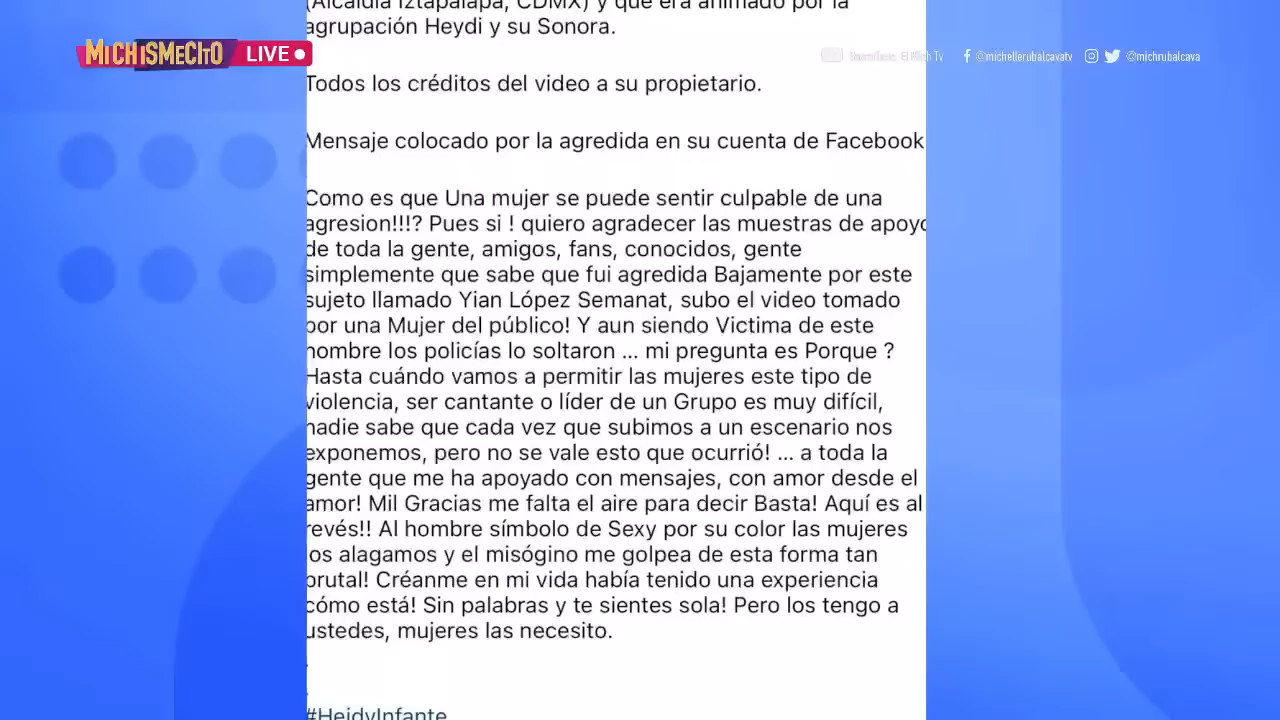 (Alcaldía Iztapalapa, CDMX) y que era animado por la
agrupación Heydi y su Sonora.
MICHISMECITO LIVE
@michellerubalcavatv
@michrubalcava
Todos los créditos del video a su propietario.
Mensaje colocado por la agredida en su cuenta de Facebook
Como es que Una mujer se puede sentir culpable de una
agresion!!!? Pues si ! quiero agradecer las muestras de apoyo
de toda la gente, amigos, fans, conocidos, gente
simplemente que sabe que fui agredida Bajamente por este
sujeto llamado Yian López Semanat, subo el video tomado
por una Mujer del público! Y aun siendo Victima de este
hombre los policías lo soltaron ... mi pregunta es Porque ?
Hasta cuándo vamos a permitir las mujeres este tipo de
violencia, ser cantante o líder de un Grupo es muy difícil,
nadie sabe que cada vez que subimos a un escenario nos
exponemos, pero no se vale esto que ocurrió! ... a toda la
gente que me ha apoyado con mensajes, con amor desde el
amor! Mil Gracias me falta el aire para decir Basta! Aquí es al
revés!! Al hombre símbolo de Sexy por su color las mujeres
los alagamos y el misógino me golpea de esta forma tan
brutal! Créanme en mi vida había tenido una experiencia
cómo está! Sin palabras y te sientes sola! Pero los tengo a
ustedes, mujeres las necesito.
.
.
#HeidyInfante